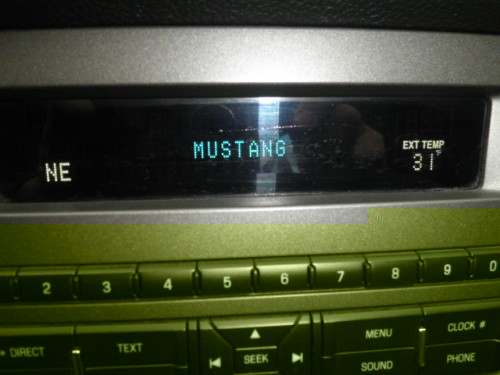 MUSTANG
EXT TEMP
NE
31°F
2 3 4 5 6 7 8 9 0
DIRECT TEXT SEEK MENU CLOCK #
SOUND PHONE